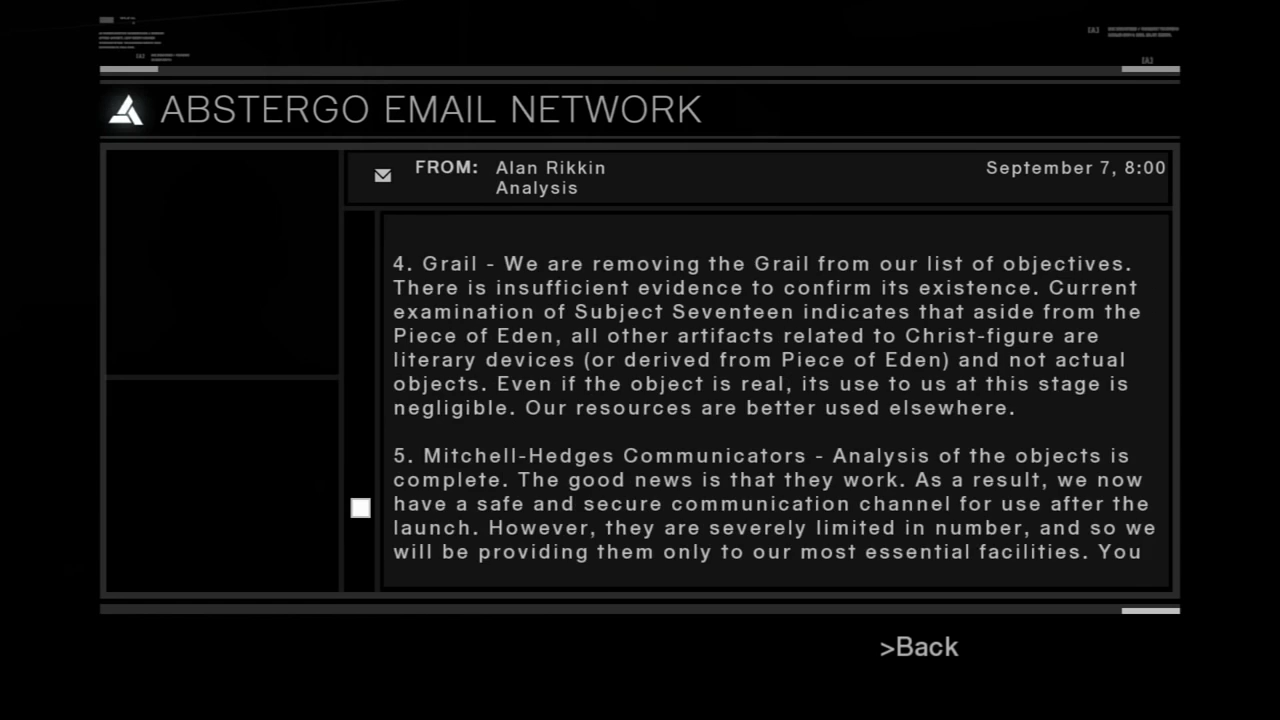 ABSTERGO EMAIL NETWORK
FROM: Alan Rikkin September 7, 8:00
Analysis
4. Grail - We are removing the Grail from our list of objectives.
There is insufficient evidence to confirm its existence. Current
examination of Subject Seventeen indicates that aside from the
Piece of Eden, all other artifacts related to Christ-figure are
literary devices (or derived from Piece of Eden) and not actual
objects. Even if the object is real, its use to us at this stage is
negligible. Our resources are better used elsewhere.
5. Mitchell-Hedges Communicators - Analysis of the objects is
complete. The good news is that they work. As a result, we now
have a safe and secure communication channel for use after the
launch. However, they are severely limited in number, and so we
will be providing them only to our most essential facilities. You
>Back